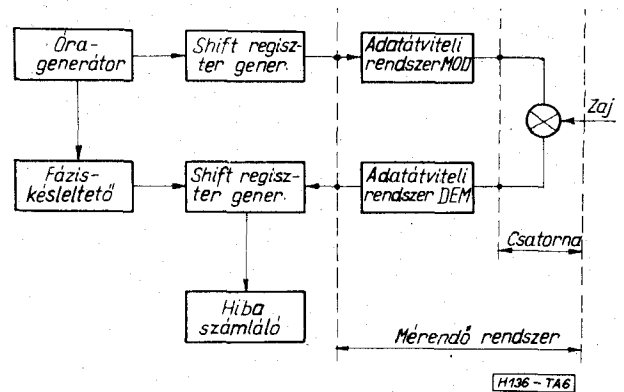 Óra-
generátor
Shift regisz-
ter gener.
Adatátviteli
rendszer MOD
Zaj
Fázis-
késleltető
Shift regisz-
ter gener.
Adatátviteli
rendszer DEM
Csatorna
Hiba
számláló
Mérendő rendszer
H136-TA6